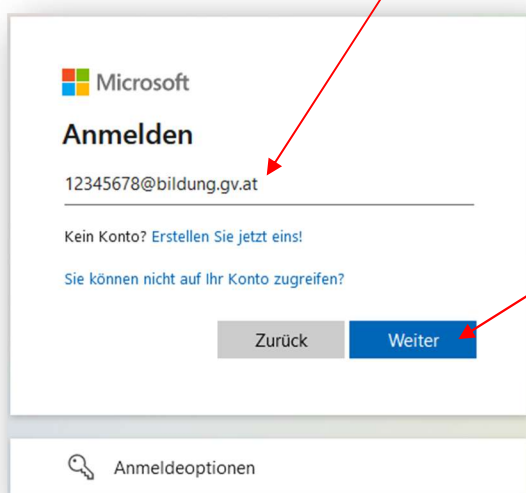 Microsoft
Anmelden
12345678@bildung.gv.at
Kein Konto? Erstellen Sie jetzt eins!
Sie können nicht auf Ihr Konto zugreifen?
Zurück Weiter
Anmeldeoptionen